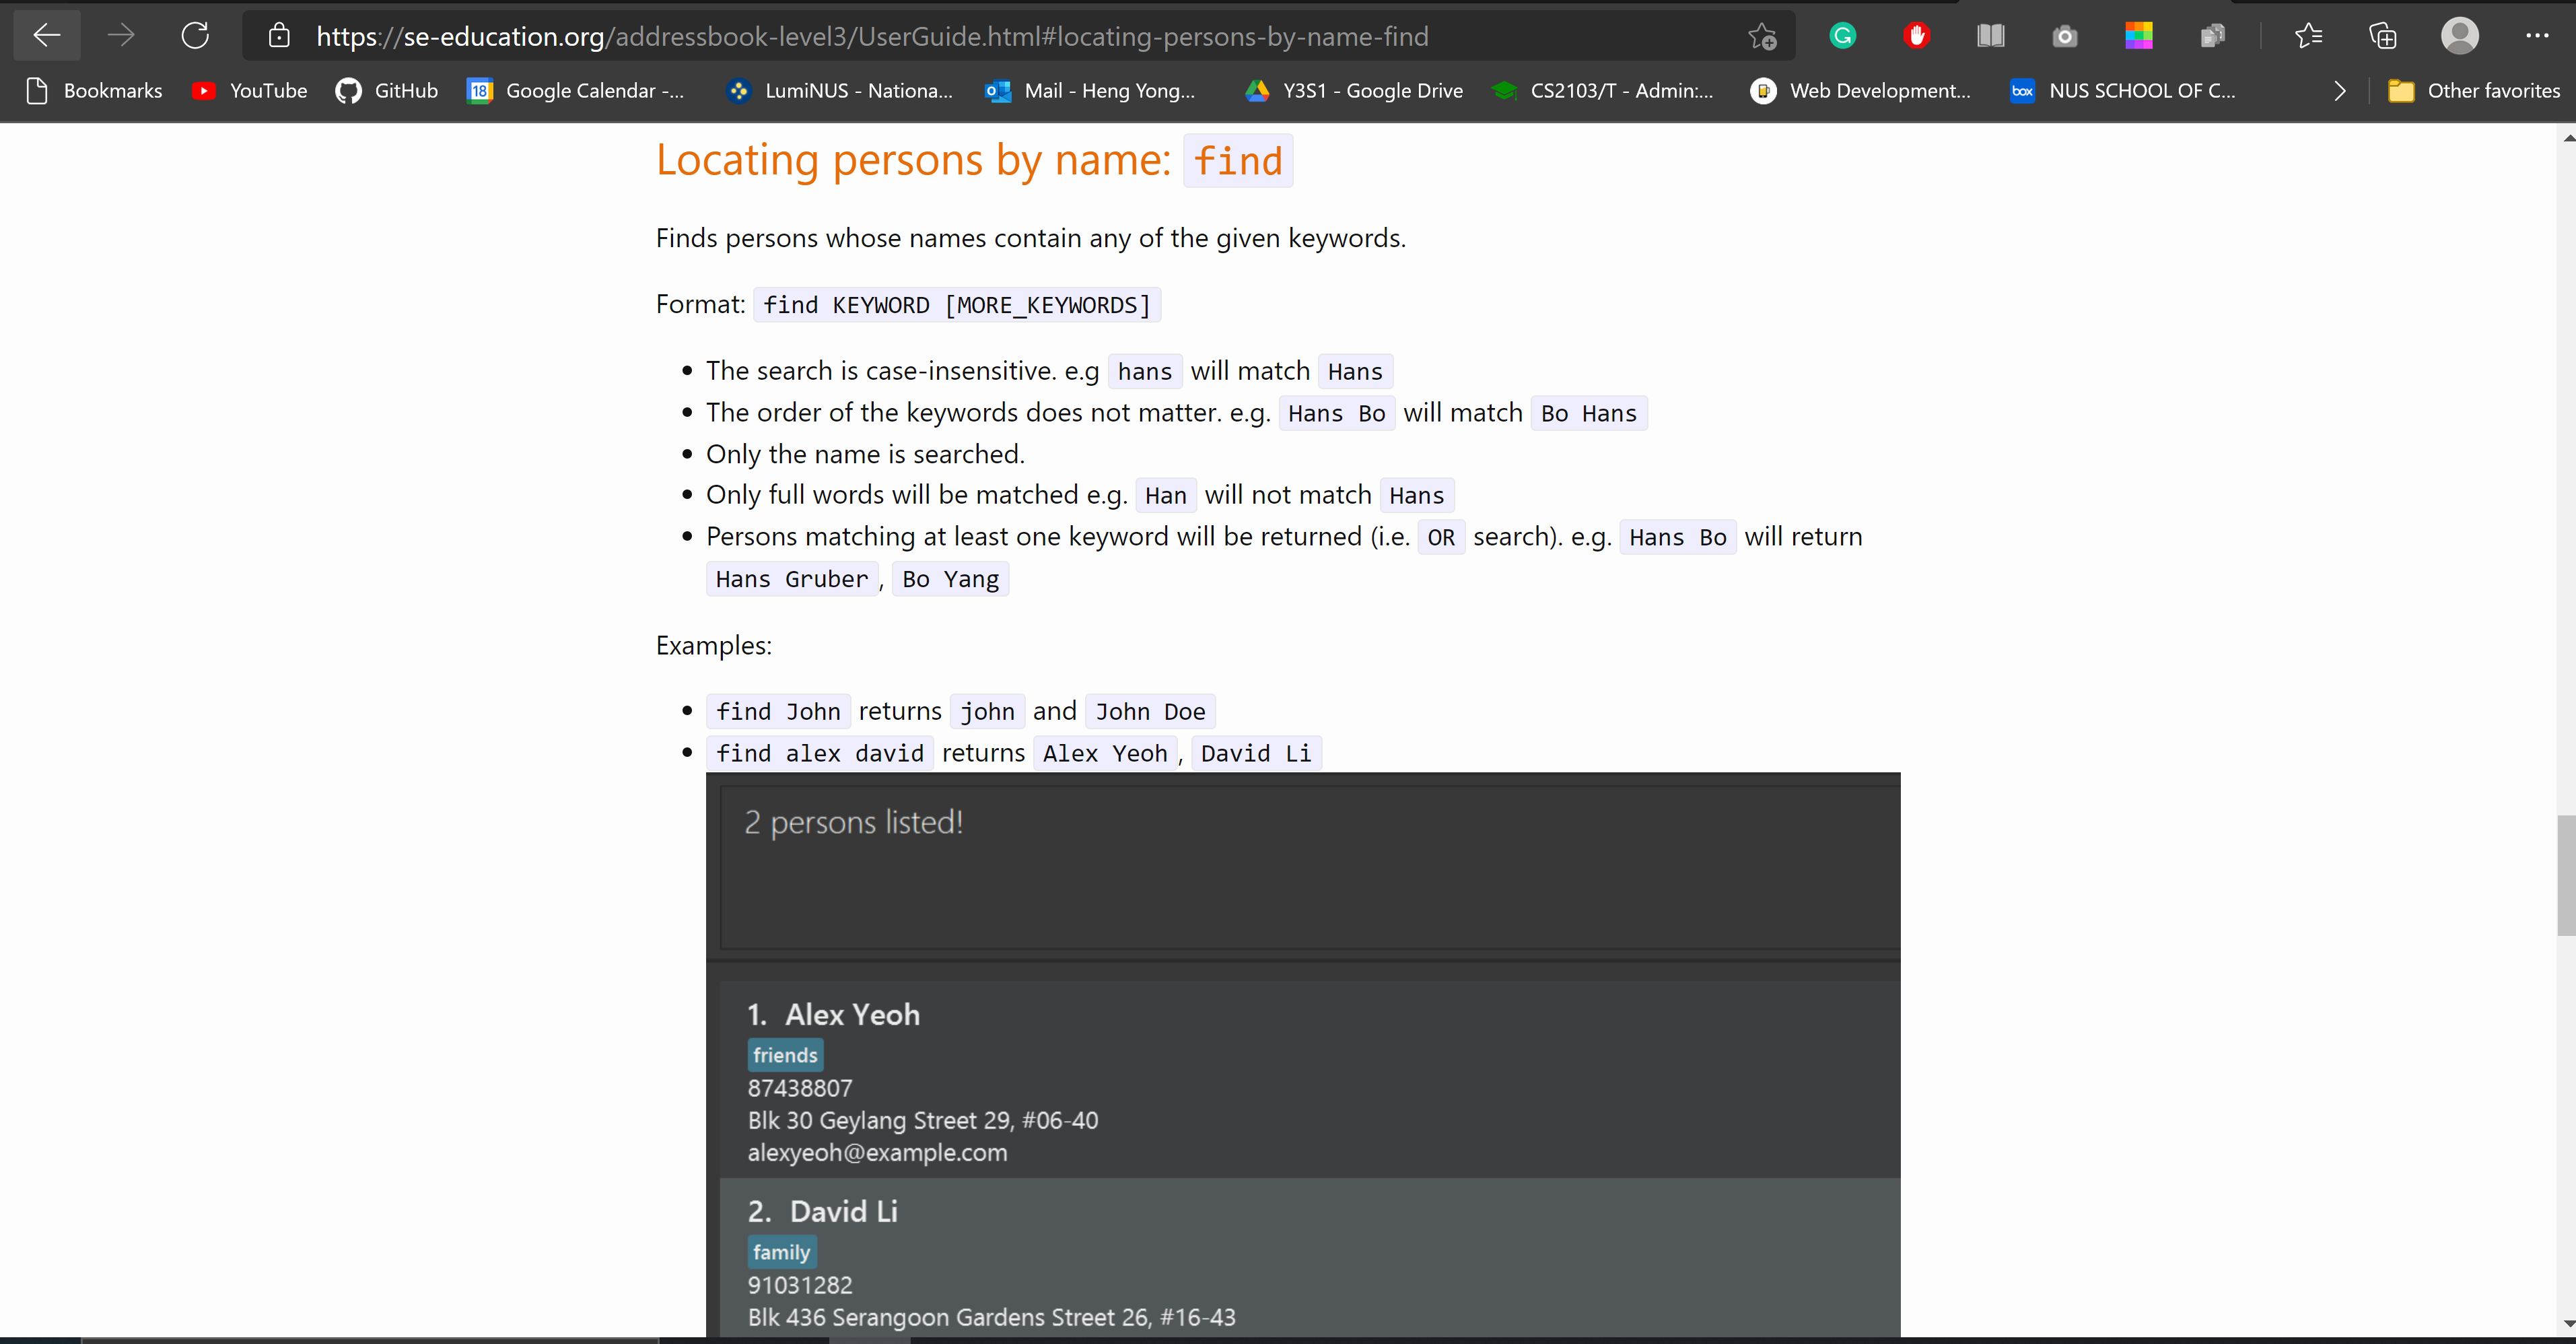 https://se-education.org/addressbook-level3/UserGuide.html#locating-persons-by-name-find
Bookmarks YouTube GitHub 18 Google Calendar -... LumiNUS - Nationa... Mail - Heng Yong... Y3S1 - Google Drive CS2103/T - Admin:... Web Development... box NUS SCHOOL OF C... Other favorites
Locating persons by name: find
Finds persons whose names contain any of the given keywords.
Format: find KEYWORD [MORE_KEYWORDS]
• The search is case-insensitive. e.g hans will match Hans
• The order of the keywords does not matter. e.g. Hans Bo will match Bo Hans
• Only the name is searched.
• Only full words will be matched e.g. Han will not match Hans
• Persons matching at least one keyword will be returned (i.e. OR search). e.g. Hans Bo will return
Hans Gruber, Bo Yang
Examples:
• find John returns john and John Doe
• find alex david returns Alex Yeoh, David Li
2 persons listed!
1. Alex Yeoh
friends
87438807
Blk 30 Geylang Street 29, #06-40
alexyeoh@example.com
2. David Li
family
91031282
Blk 436 Serangoon Gardens Street 26, #16-43